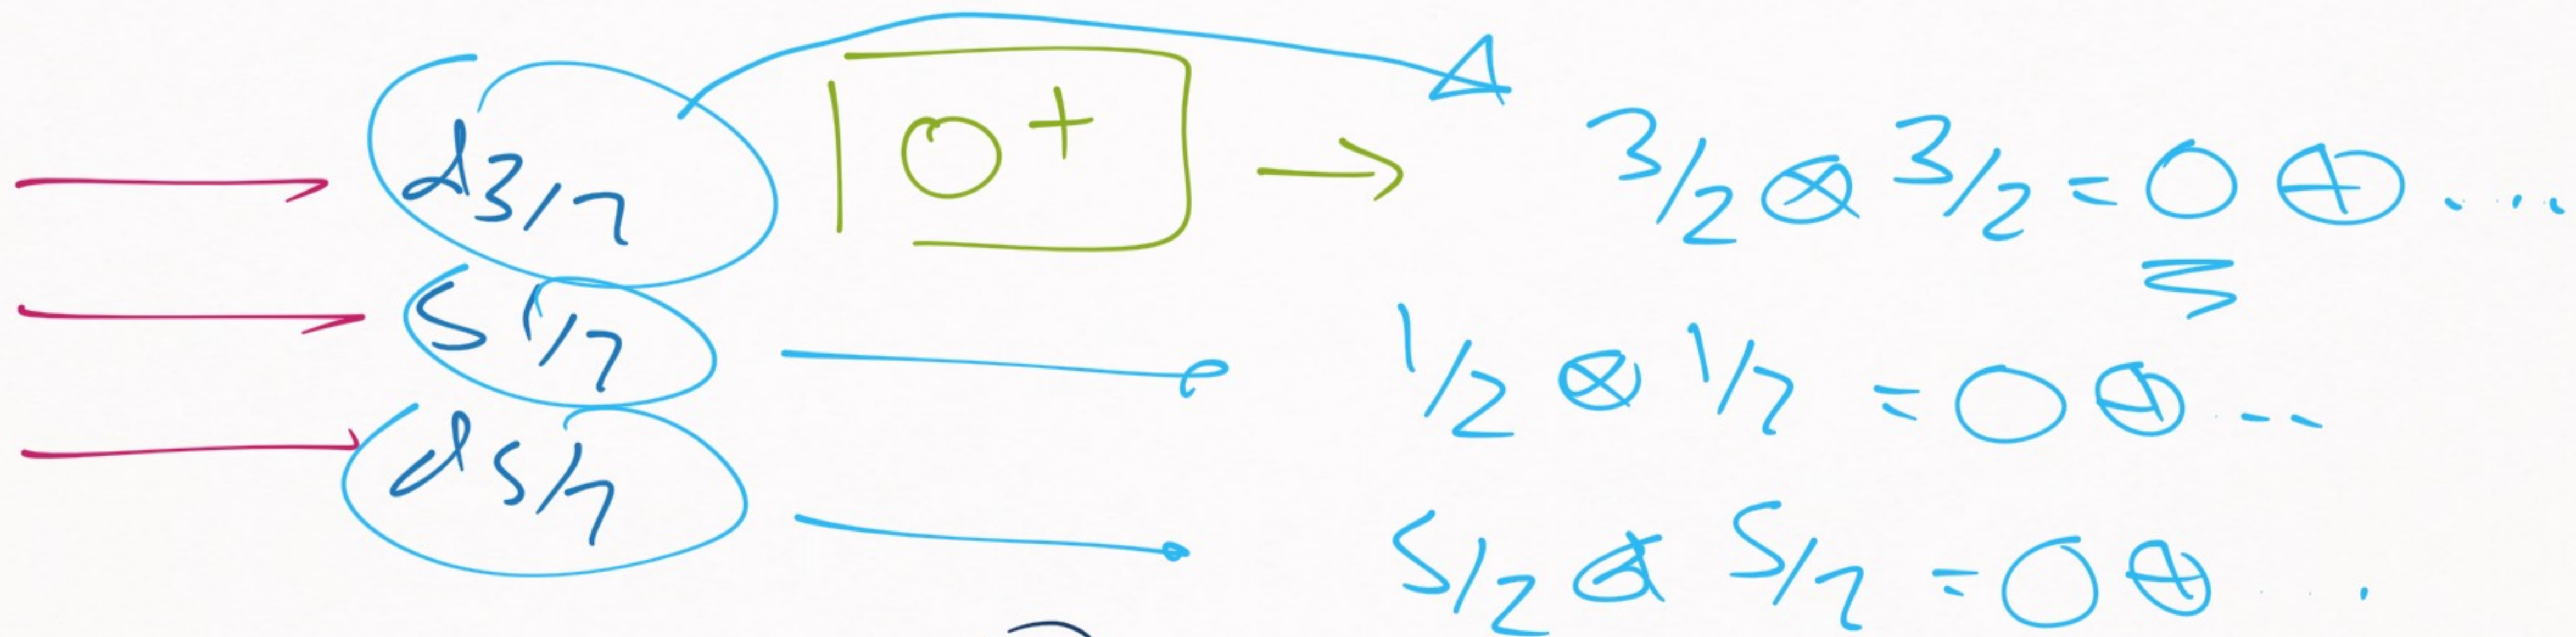 d3/2 0+ → 3/2 ⊗ 3/2 = 0 ⊕ ....
s 1/2 1/2 ⊗ 1/2 = 0 ⊕ ...
d5/2 5/2 ⊗ 5/2 = 0 ⊕ ...